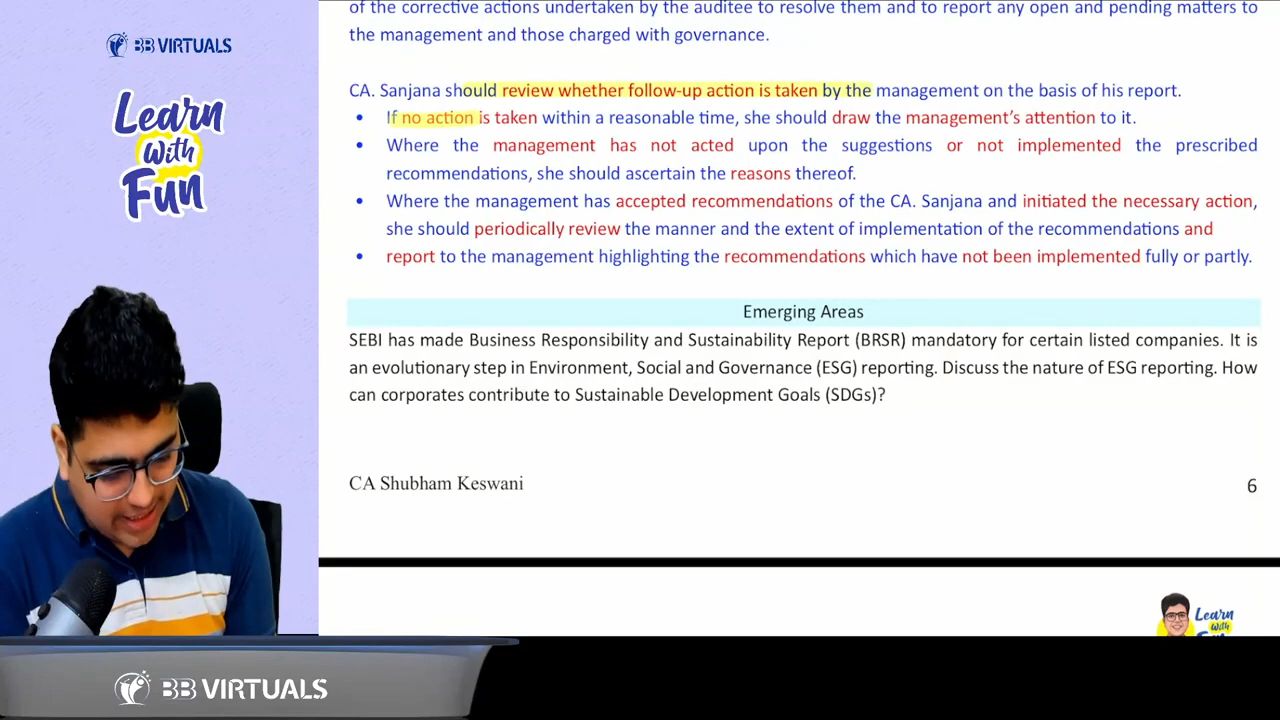 BB VIRTUALS
Learn
With
Fun
of the corrective actions undertaken by the auditee to resolve them and to report any open and pending matters to
the management and those charged with governance.
CA. Sanjana should review whether follow-up action is taken by the management on the basis of his report.
• If no action is taken within a reasonable time, she should draw the management’s attention to it.
• Where the management has not acted upon the suggestions or not implemented the prescribed
recommendations, she should ascertain the reasons thereof.
• Where the management has accepted recommendations of the CA. Sanjana and initiated the necessary action,
she should periodically review the manner and the extent of implementation of the recommendations and
• report to the management highlighting the recommendations which have not been implemented fully or partly.
Emerging Areas
SEBI has made Business Responsibility and Sustainability Report (BRSR) mandatory for certain listed companies. It is
an evolutionary step in Environment, Social and Governance (ESG) reporting. Discuss the nature of ESG reporting. How
can corporates contribute to Sustainable Development Goals (SDGs)?
CA Shubham Keswani
6
Learn
With
Fun
BB VIRTUALS